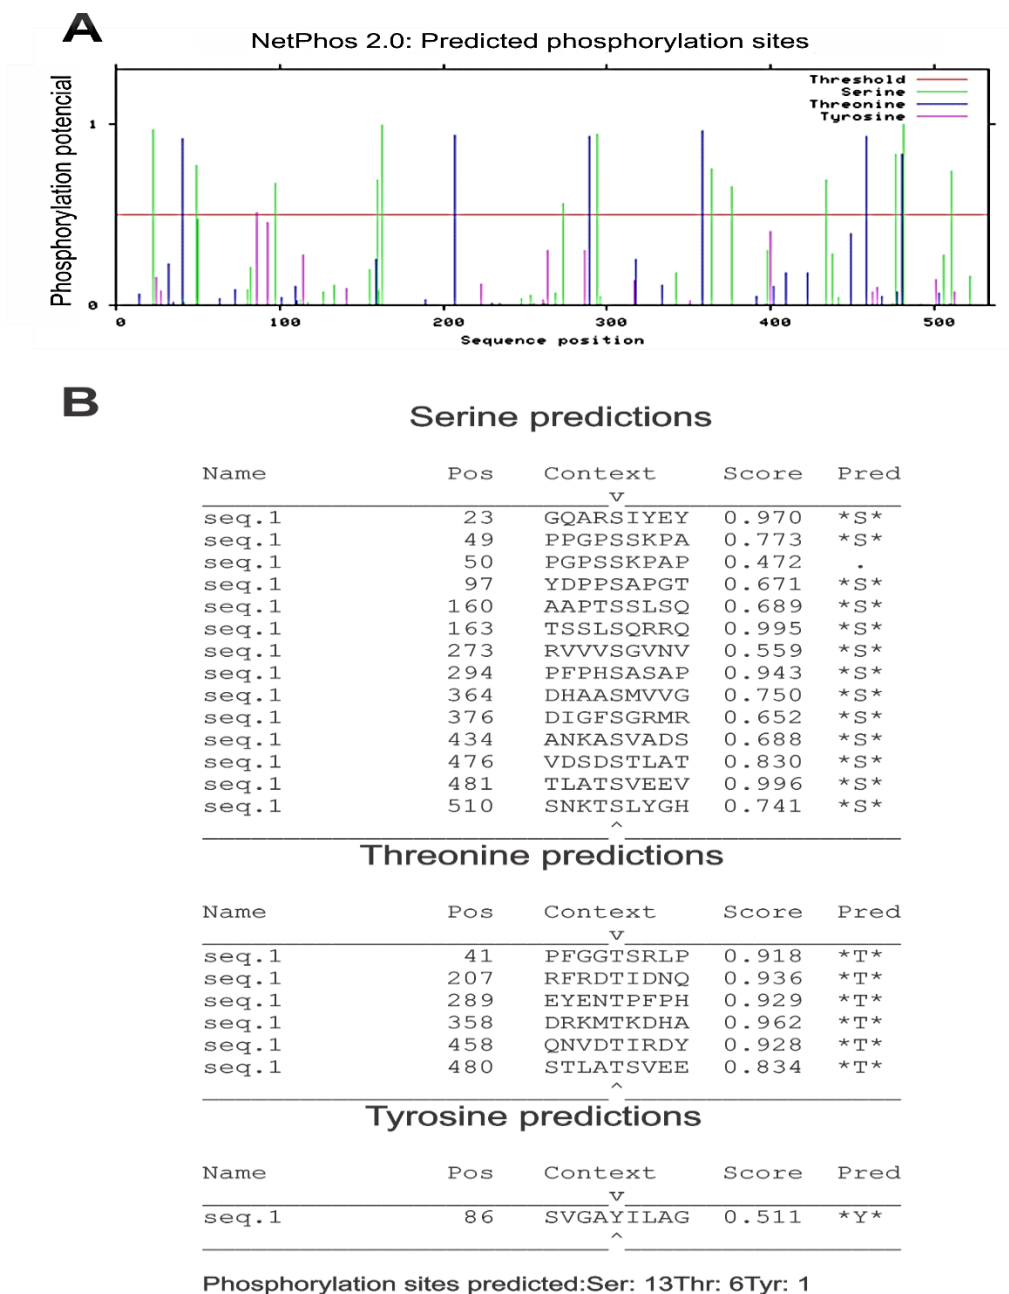 A
NetPhos 2.0: Predicted phosphorylation sites
Phosphorylation potencial
Threshold
Serine
Threonine
Tyrosine
1
0
0 100 200 300 400 500
Sequence position
B
Serine predictions
Name Pos Context Score Pred
v
seq.1 23 GQARSIYEY 0.970 *S*
seq.1 49 PPGPSSKPA 0.773 *S*
seq.1 50 PGPSSKPAP 0.472 .
seq.1 97 YDPPSAPGT 0.671 *S*
seq.1 160 AAPTSSLSQ 0.689 *S*
seq.1 163 TSSLSQRRQ 0.995 *S*
seq.1 273 RVVVSGVNV 0.559 *S*
seq.1 294 PFPHSASAP 0.943 *S*
seq.1 364 DHAASMVVG 0.750 *S*
seq.1 376 DIGFSGRMR 0.652 *S*
seq.1 434 ANKASVADS 0.688 *S*
seq.1 476 VDSDSTLAT 0.830 *S*
seq.1 481 TLATSVEEV 0.996 *S*
seq.1 510 SNKTSLYGH 0.741 *S*
^
Threonine predictions
Name Pos Context Score Pred
v
seq.1 41 PFGGTSRLP 0.918 *T*
seq.1 207 RFRDTIDNQ 0.936 *T*
seq.1 289 EYENTPFPH 0.929 *T*
seq.1 358 DRKMTKDHA 0.962 *T*
seq.1 458 QNVDTIRDY 0.928 *T*
seq.1 480 STLATSVEE 0.834 *T*
^
Tyrosine predictions
Name Pos Context Score Pred
v
seq.1 86 SVGAYILAG 0.511 *Y*
^
Phosphorylation sites predicted:Ser: 13Thr: 6Tyr: 1